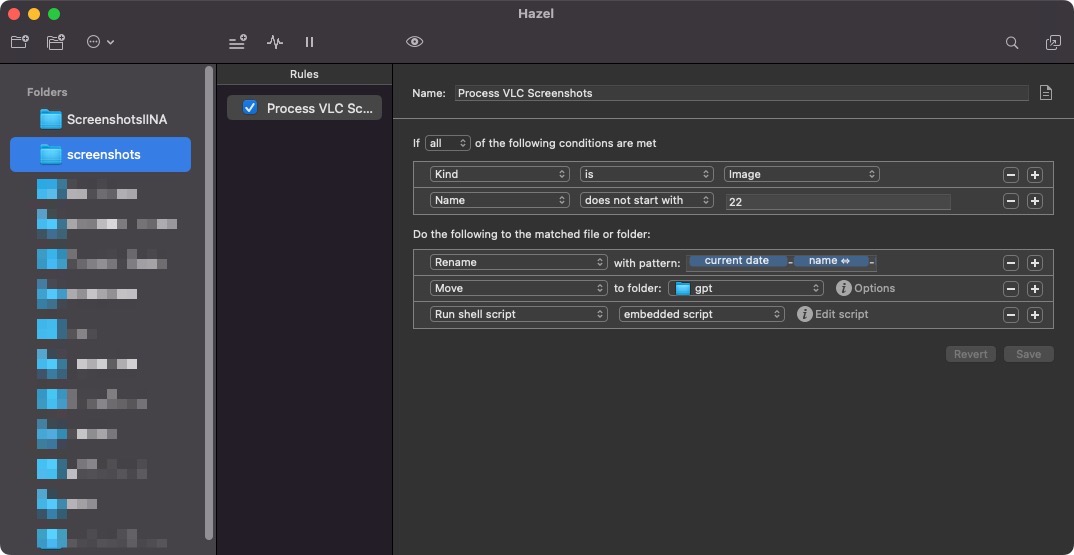 Hazel
Folders
ScreenshotsIINA
screenshots
Rules
Process VLC Sc...
Name: Process VLC Screenshots
If all of the following conditions are met
Kind is Image
Name does not start with 22
Do the following to the matched file or folder:
Rename with pattern: current date - name ⇔ -
Move to folder: gpt i Options
Run shell script embedded script i Edit script
Revert Save